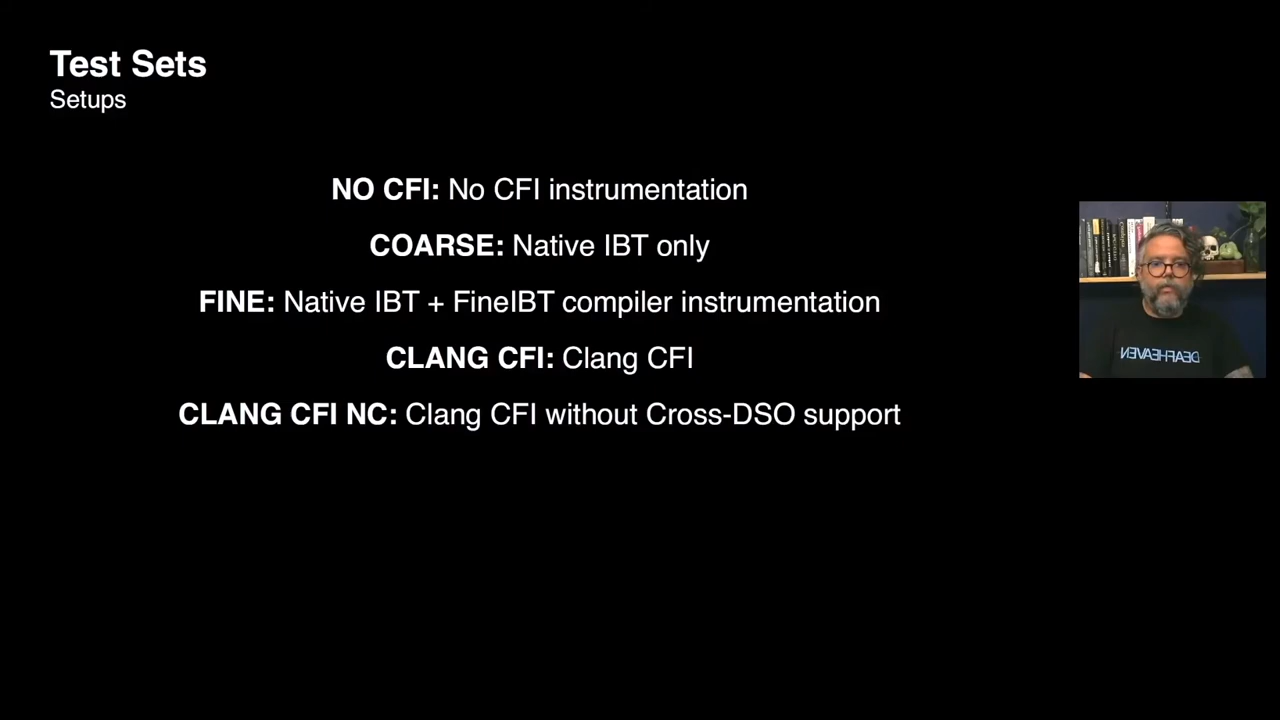 Test Sets
Setups
NO CFI: No CFI instrumentation
COARSE: Native IBT only
FINE: Native IBT + FineIBT compiler instrumentation
CLANG CFI: Clang CFI
CLANG CFI NC: Clang CFI without Cross-DSO support
DEAFHEAVEN